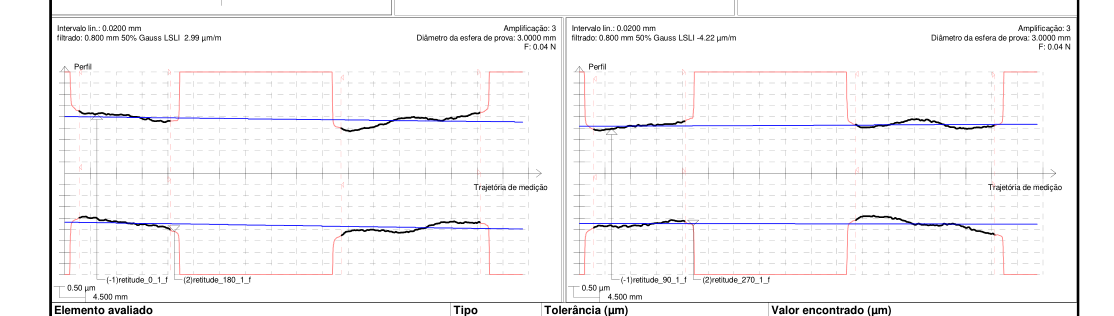 Intervalo lin.: 0.0200 mm
filtrado: 0.800 mm 50% Gauss LSLI 2.99 µm/m
Amplificação: 3
Diâmetro da esfera de prova: 3.0000 mm
F: 0.04 N
Perfil
Trajetória de medição
(-1)retitude_0_1_f
(2)retitude_180_1_f
0.50 µm
4.500 mm
Intervalo lin.: 0.0200 mm
filtrado: 0.800 mm 50% Gauss LSLI -4.22 µm/m
Amplificação: 3
Diâmetro da esfera de prova: 3.0000 mm
F: 0.04 N
Perfil
Trajetória de medição
(-1)retitude_90_1_f
(2)retitude_270_1_f
0.50 µm
4.500 mm
Elemento avaliado Tipo Tolerância (µm) Valor encontrado (µm)